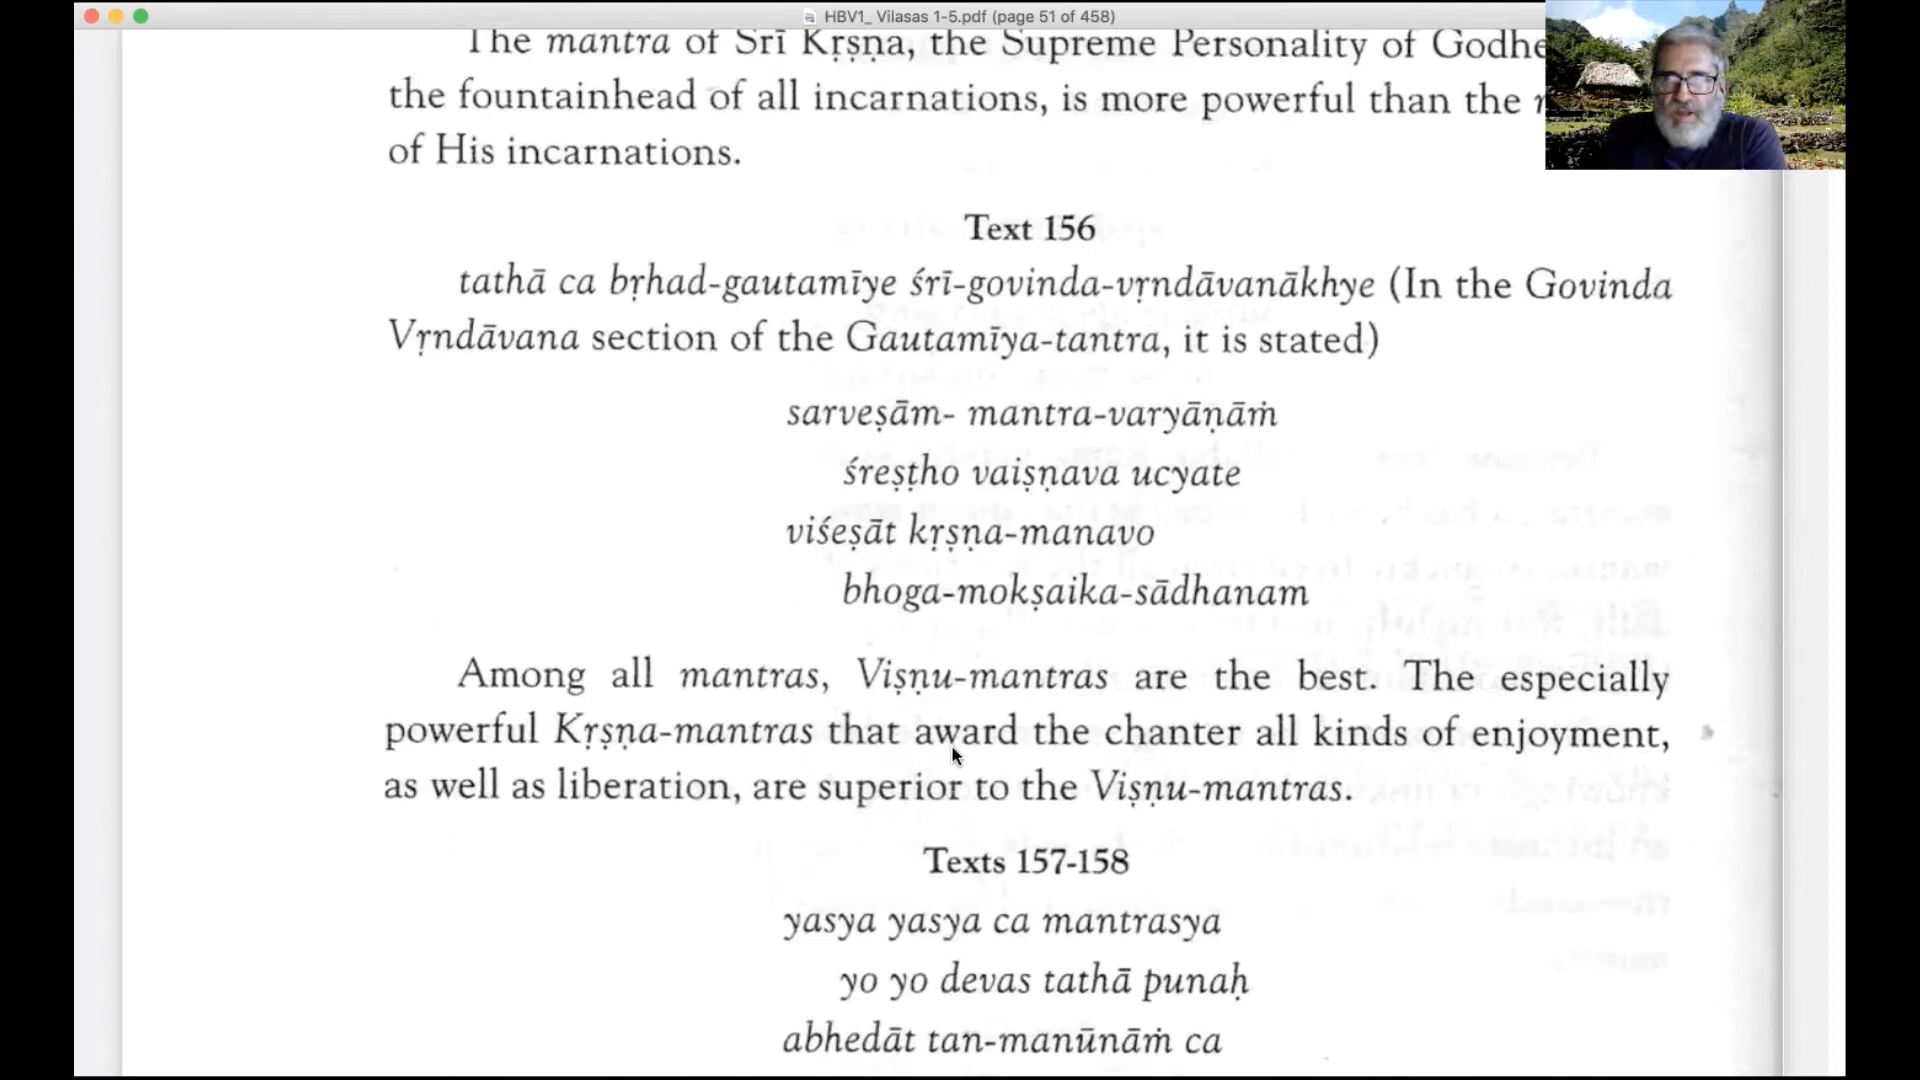 HBV1_ Vilasas 1-5.pdf (page 51 of 458)
The mantra of Śrī Kṛṣṇa, the Supreme Personality of
the fountainhead of all incarnations, is more powerful than the
of His incarnations.
Text 156
tathā ca bṛhad-gautamīye śrī-govinda-vṛndāvanākhye (In the Govinda
Vṛndāvana section of the Gautamīya-tantra, it is stated)
sarveṣām- mantra-varyāṇāṁ
śreṣṭho vaiṣṇava ucyate
viśeṣāt kṛṣṇa-manavo
bhoga-mokṣaika-sādhanam
Among all mantras, Viṣṇu-mantras are the best. The especially
powerful Kṛṣṇa-mantras that award the chanter all kinds of enjoyment,
as well as liberation, are superior to the Viṣṇu-mantras.
Texts 157-158
yasya yasya ca mantrasya
yo yo devas tathā punaḥ
abhedāt tan-manūnāṁ ca